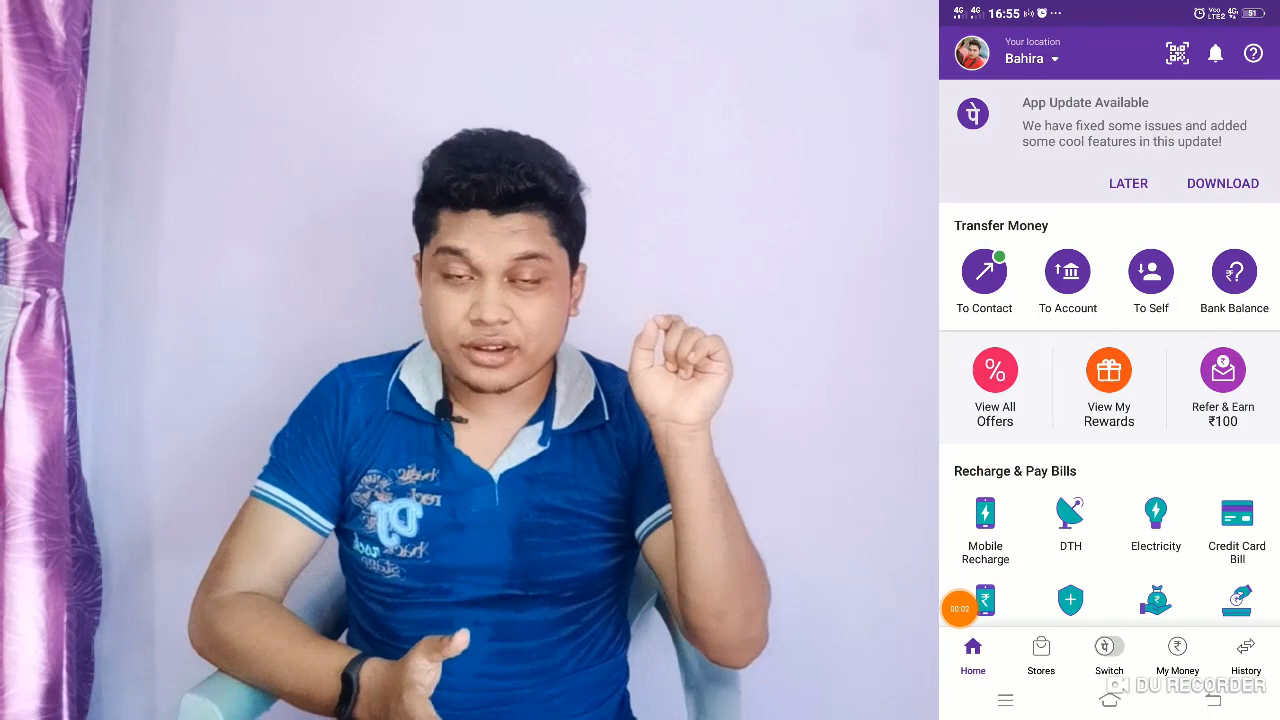 16:55
51
Your location
Bahira
App Update Available
We have fixed some issues and added
some cool features in this update!
LATER DOWNLOAD
Transfer Money
To Contact To Account To Self Bank Balance
View All
Offers
View My
Rewards
Refer & Earn
₹100
Recharge & Pay Bills
Mobile
Recharge
DTH
Electricity
Credit Card
Bill
00:02
Home Stores Switch My Money History
DU RECORDER